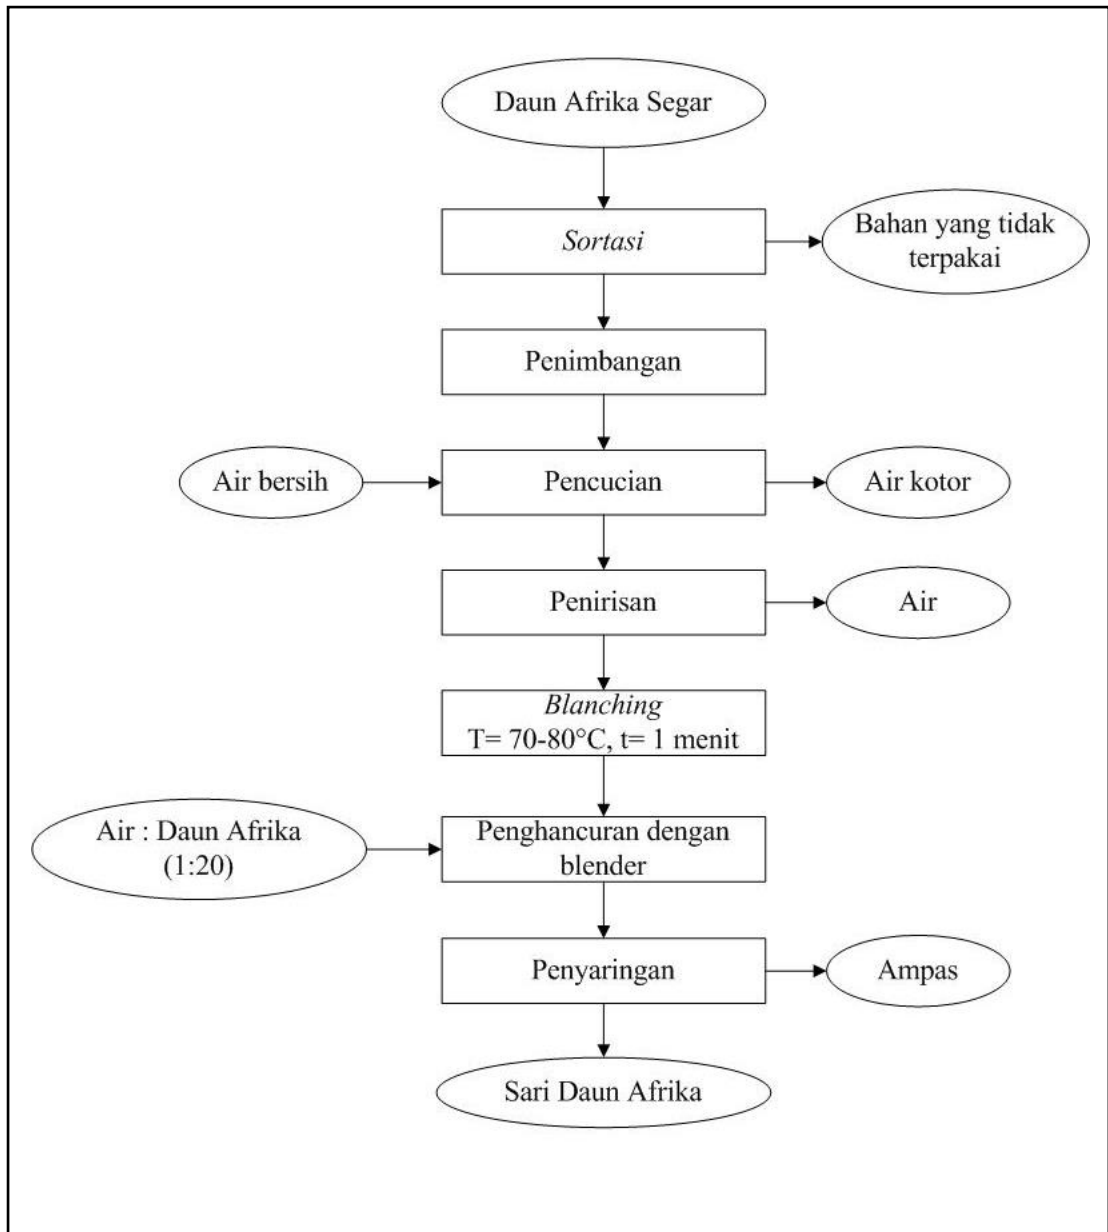 Daun Afrika Segar
Sortasi
Bahan yang tidak
terpakai
Penimbangan
Air bersih
Pencucian
Air kotor
Penirisan
Air
Blanching
T= 70-80°C, t= 1 menit
Air : Daun Afrika
(1:20)
Penghancuran dengan
blender
Penyaringan
Ampas
Sari Daun Afrika